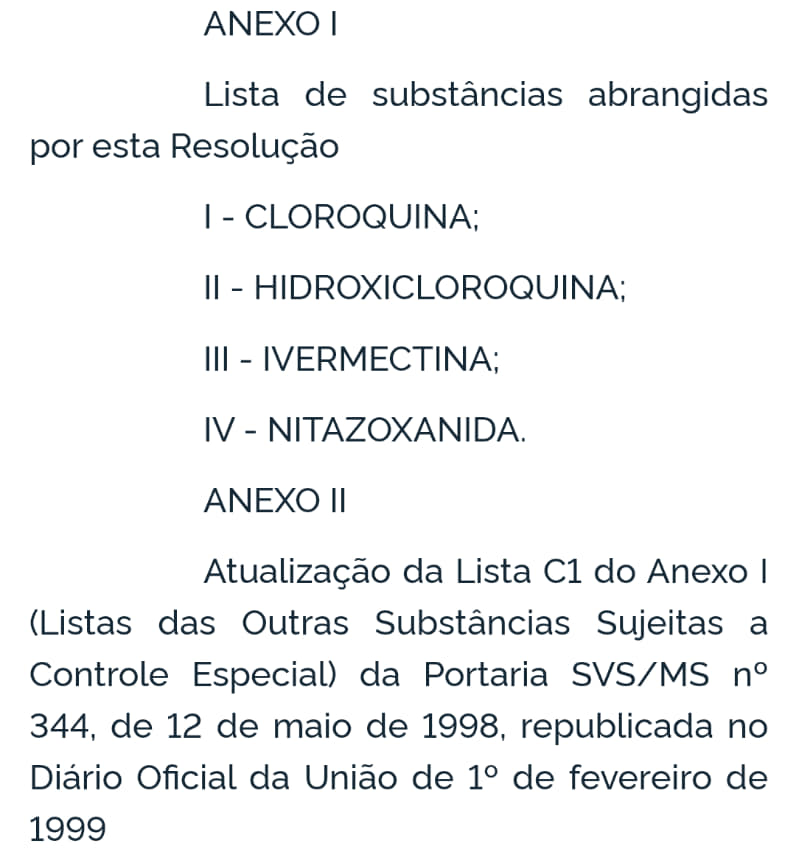 ANEXO I
Lista de substâncias abrangidas
por esta Resolução
I - CLOROQUINA;
II - HIDROXICLOROQUINA;
III - IVERMECTINA;
IV - NITAZOXANIDA.
ANEXO II
Atualização da Lista C1 do Anexo I
(Listas das Outras Substâncias Sujeitas a
Controle Especial) da Portaria SVS/MS nº
344, de 12 de maio de 1998, republicada no
Diário Oficial da União de 1º de fevereiro de
1999